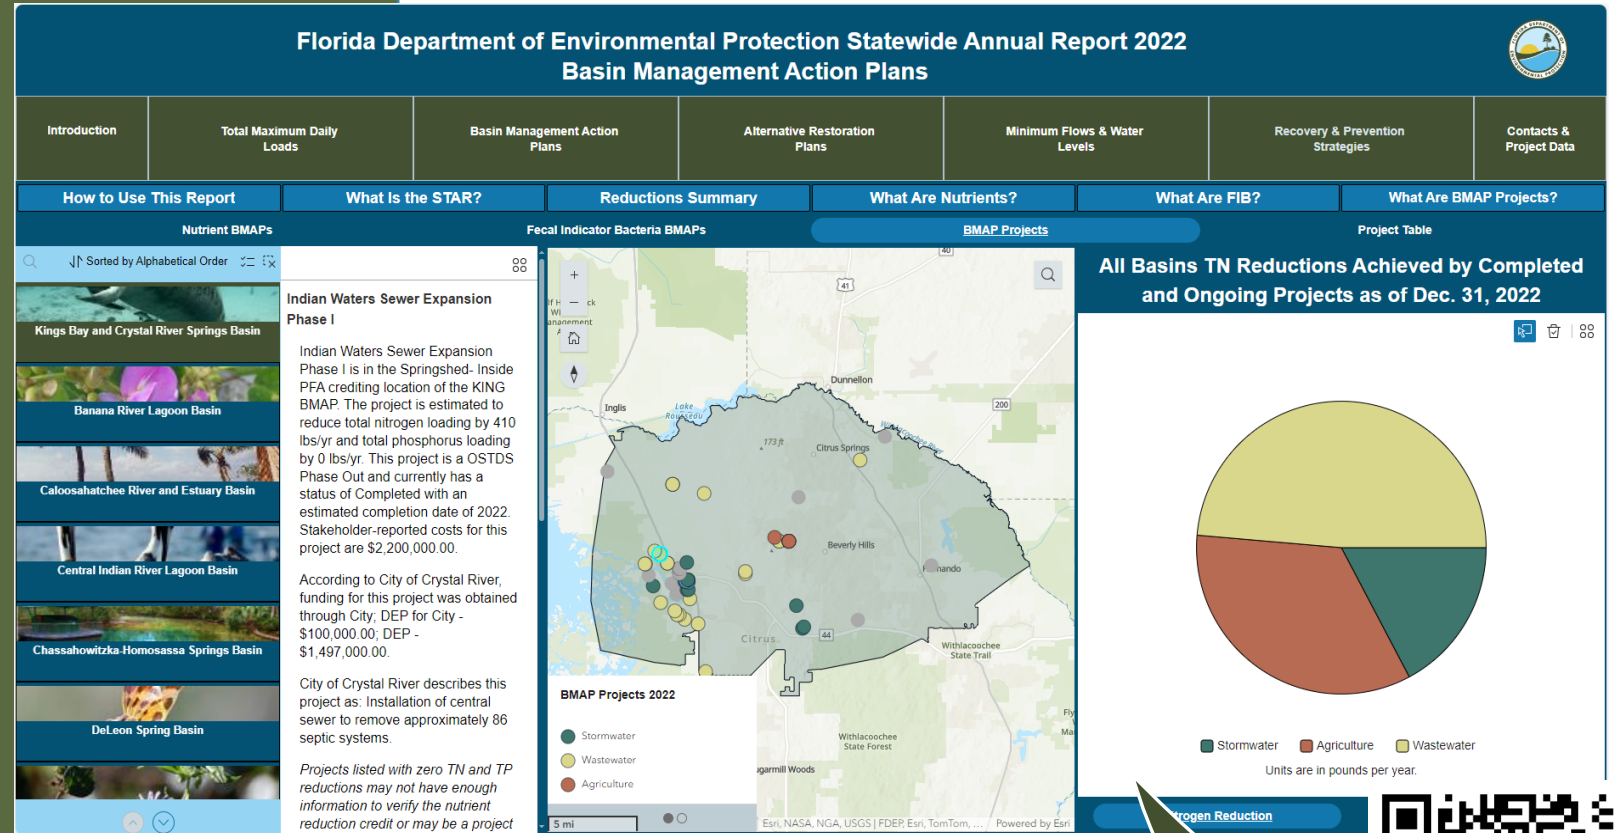 Florida Department of Environmental Protection Statewide Annual Report 2022
Basin Management Action Plans
Introduction
Total Maximum Daily
Loads
Basin Management Action
Plans
Alternative Restoration
Plans
Minimum Flows & Water
Levels
Recovery & Prevention
Strategies
Contacts &
Project Data
How to Use This Report
What Is the STAR?
Reductions Summary
What Are Nutrients?
What Are FIB?
What Are BMAP Projects?
Nutrient BMAPs
Fecal Indicator Bacteria BMAPs
BMAP Projects
Project Table
Sorted by Alphabetical Order
Kings Bay and Crystal River Springs Basin
Banana River Lagoon Basin
Caloosahatchee River and Estuary Basin
Central Indian River Lagoon Basin
Chassahowitzka-Homosassa Springs Basin
DeLeon Spring Basin
Indian Waters Sewer Expansion
Phase I
Indian Waters Sewer Expansion
Phase I is in the Springshed- Inside
PFA crediting location of the KING
BMAP. The project is estimated to
reduce total nitrogen loading by 410
lbs/yr and total phosphorus loading
by 0 lbs/yr. This project is a OSTDS
Phase Out and currently has a
status of Completed with an
estimated completion date of 2022.
Stakeholder-reported costs for this
project are $2,200,000.00.
According to City of Crystal River,
funding for this project was obtained
through City; DEP for City -
$100,000.00; DEP -
$1,497,000.00.
City of Crystal River describes this
project as: Installation of central
sewer to remove approximately 86
septic systems.
Projects listed with zero TN and TP
reductions may not have enough
information to verify the nutrient
reduction credit or may be a project
40
41
Dunnellon
200
Inglis
Lake
Rousseau
173 ft
Citrus Springs
Beverly Hills
Citrus
44
Withlacoochee
State Trail
Withlacoochee
State Forest
BMAP Projects 2022
Stormwater
Wastewater
Agriculture
5 mi
Esri, NASA, NGA, USGS | FDEP, Esri, TomTom, ...
Powered by Esri
All Basins TN Reductions Achieved by Completed
and Ongoing Projects as of Dec. 31, 2022
Stormwater
Agriculture
Wastewater
Units are in pounds per year.
Reduction